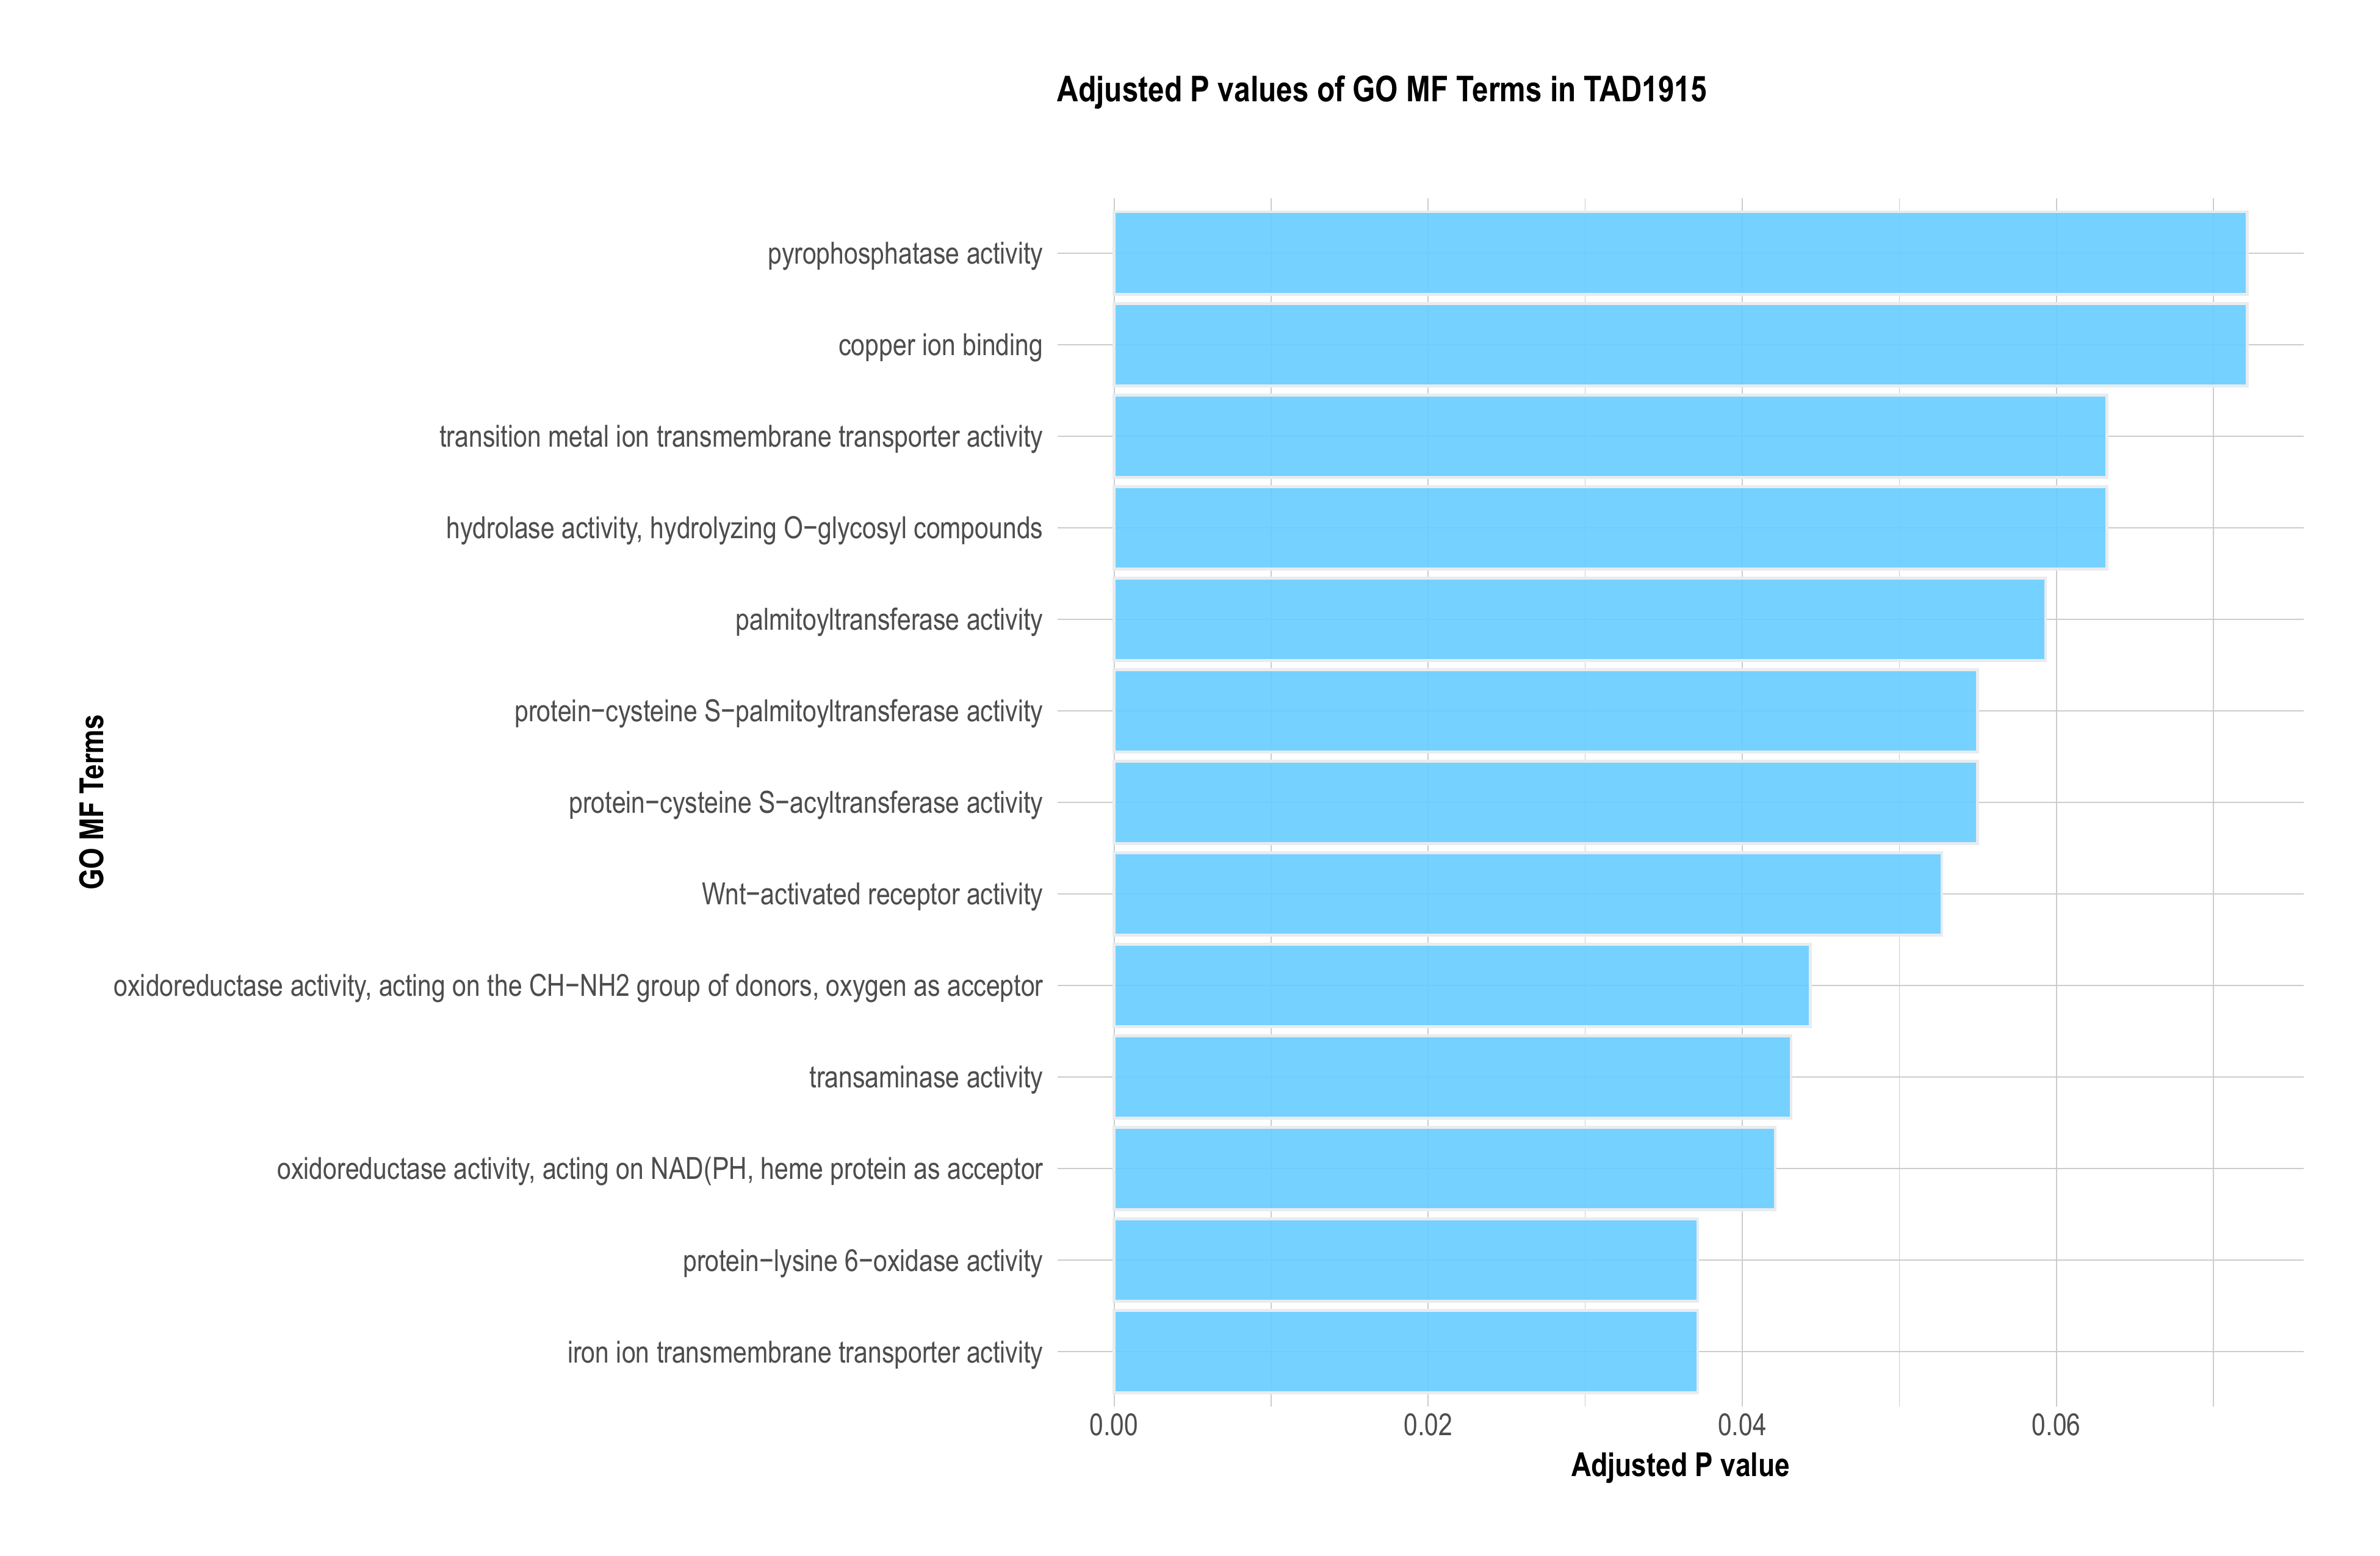 Adjusted P values of GO MF Terms in TAD1915
GO MF Terms
pyrophosphatase activity
copper ion binding
transition metal ion transmembrane transporter activity
hydrolase activity, hydrolyzing O−glycosyl compounds
palmitoyltransferase activity
protein−cysteine S−palmitoyltransferase activity
protein−cysteine S−acyltransferase activity
Wnt−activated receptor activity
oxidoreductase activity, acting on the CH−NH2 group of donors, oxygen as acceptor
transaminase activity
oxidoreductase activity, acting on NAD(PH, heme protein as acceptor
protein−lysine 6−oxidase activity
iron ion transmembrane transporter activity
0.00 0.02 0.04 0.06
Adjusted P value